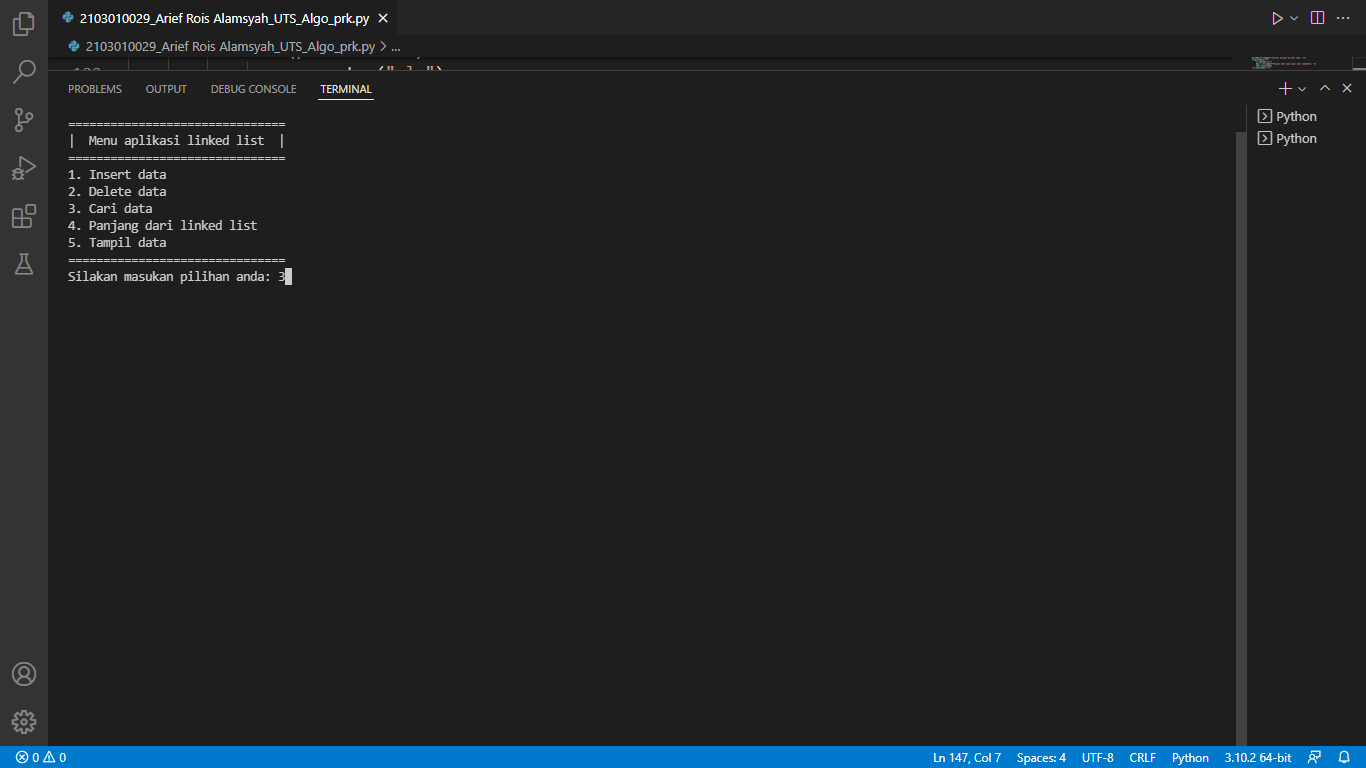 2103010029_Arief Rois Alamsyah_UTS_Algo_prk.py
2103010029_Arief Rois Alamsyah_UTS_Algo_prk.py > ...
PROBLEMS OUTPUT DEBUG CONSOLE TERMINAL
===============================
| Menu aplikasi linked list |
===============================
1. Insert data
2. Delete data
3. Cari data
4. Panjang dari linked list
5. Tampil data
===============================
Silakan masukan pilihan anda: 3
Python
Python
0 0 Ln 147, Col 7 Spaces: 4 UTF-8 CRLF Python 3.10.2 64-bit